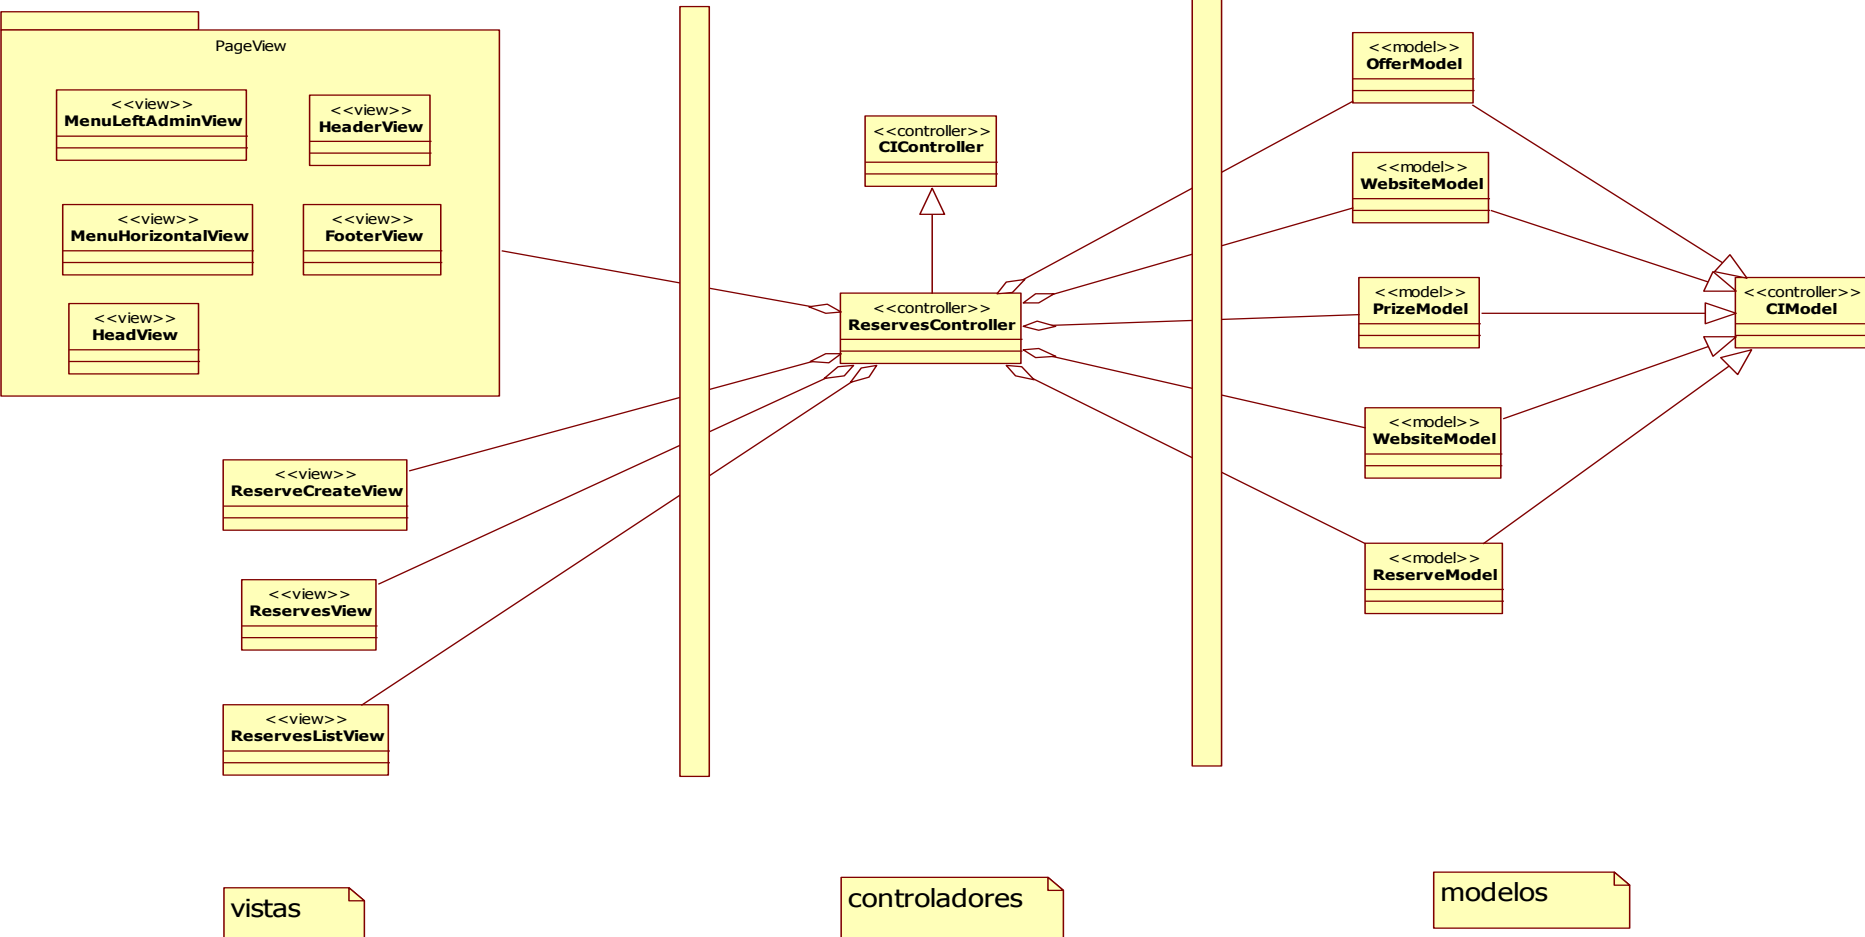 PageView
<<view>>
MenuLeftAdminView
<<view>>
HeaderView
<<view>>
MenuHorizontalView
<<view>>
FooterView
<<view>>
HeadView
<<view>>
ReserveCreateView
<<view>>
ReservesView
<<view>>
ReservesListView
<<controller>>
CIController
<<controller>>
ReservesController
<<model>>
OfferModel
<<model>>
WebsiteModel
<<model>>
PrizeModel
<<model>>
WebsiteModel
<<model>>
ReserveModel
<<controller>>
CIModel
vistas
controladores
modelos